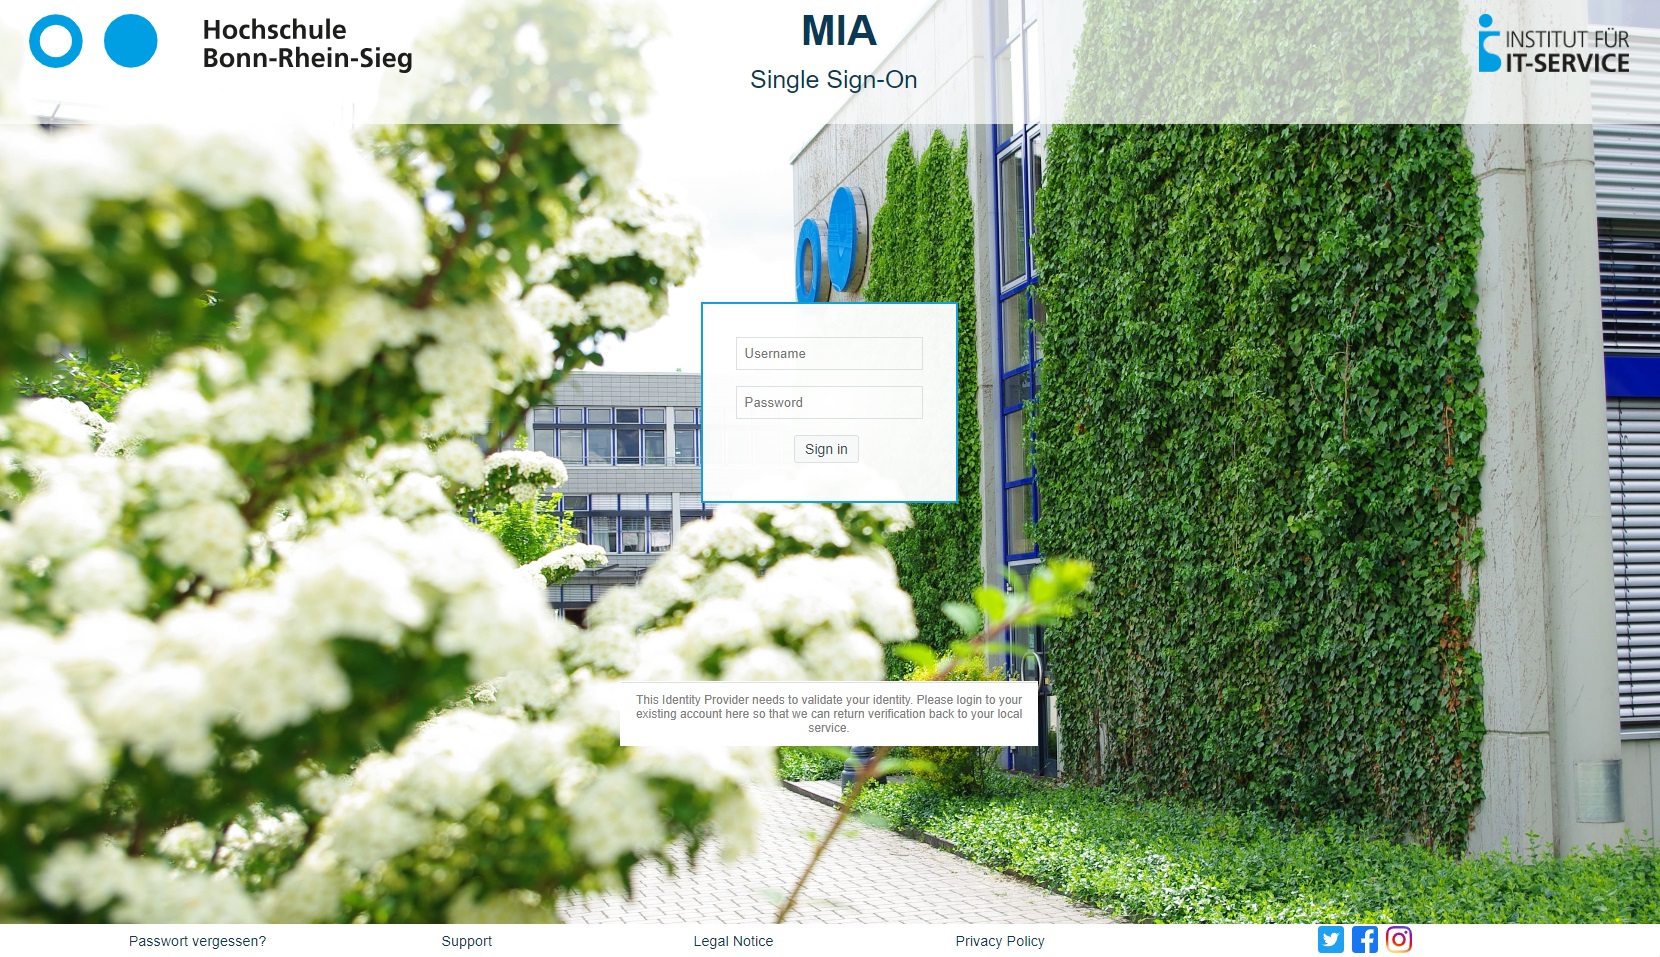 Hochschule
Bonn-Rhein-Sieg
MIA
Single Sign-On
INSTITUT FÜR
IT-SERVICE
Username
Password
Sign in
This Identity Provider needs to validate your identity. Please login to your
existing account here so that we can return verification back to your local
service.
Passwort vergessen?
Support
Legal Notice
Privacy Policy